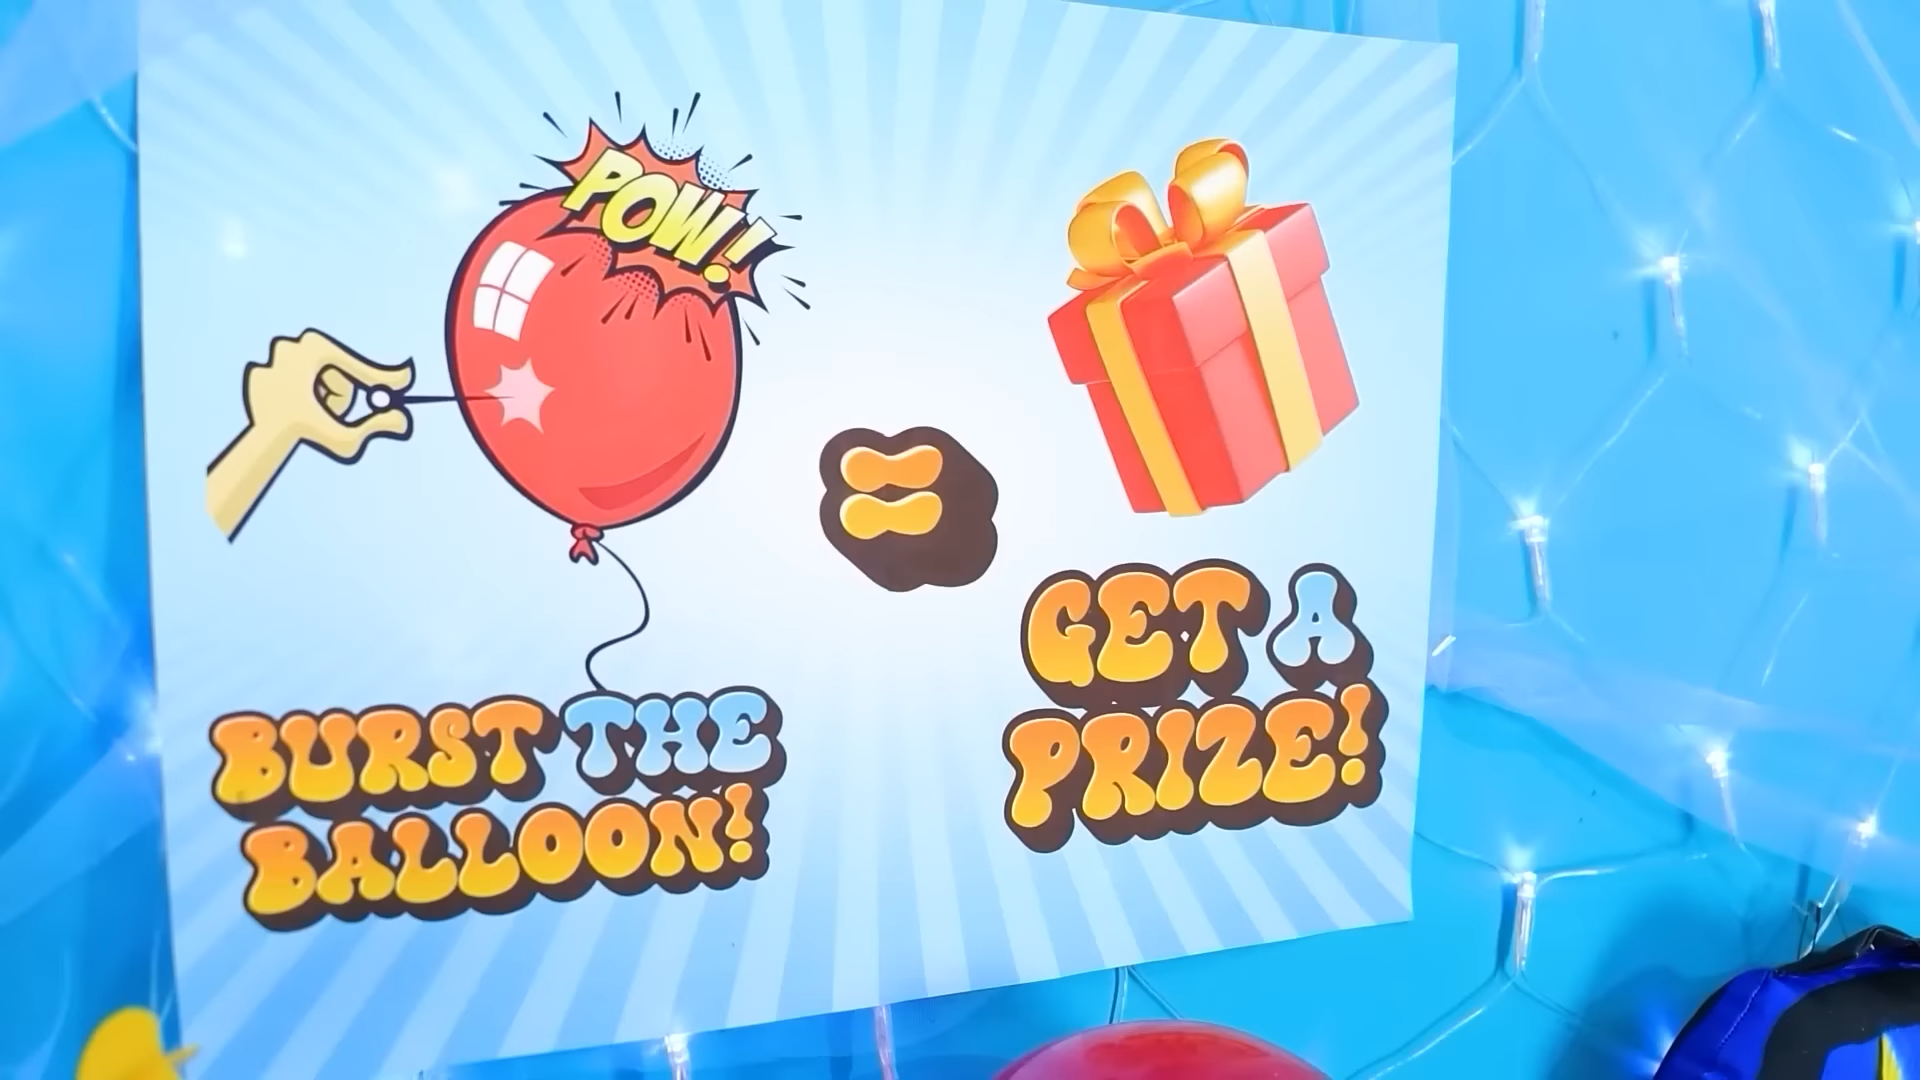 POW!
=
BURST THE
BALLOON!
GET A
PRIZE!